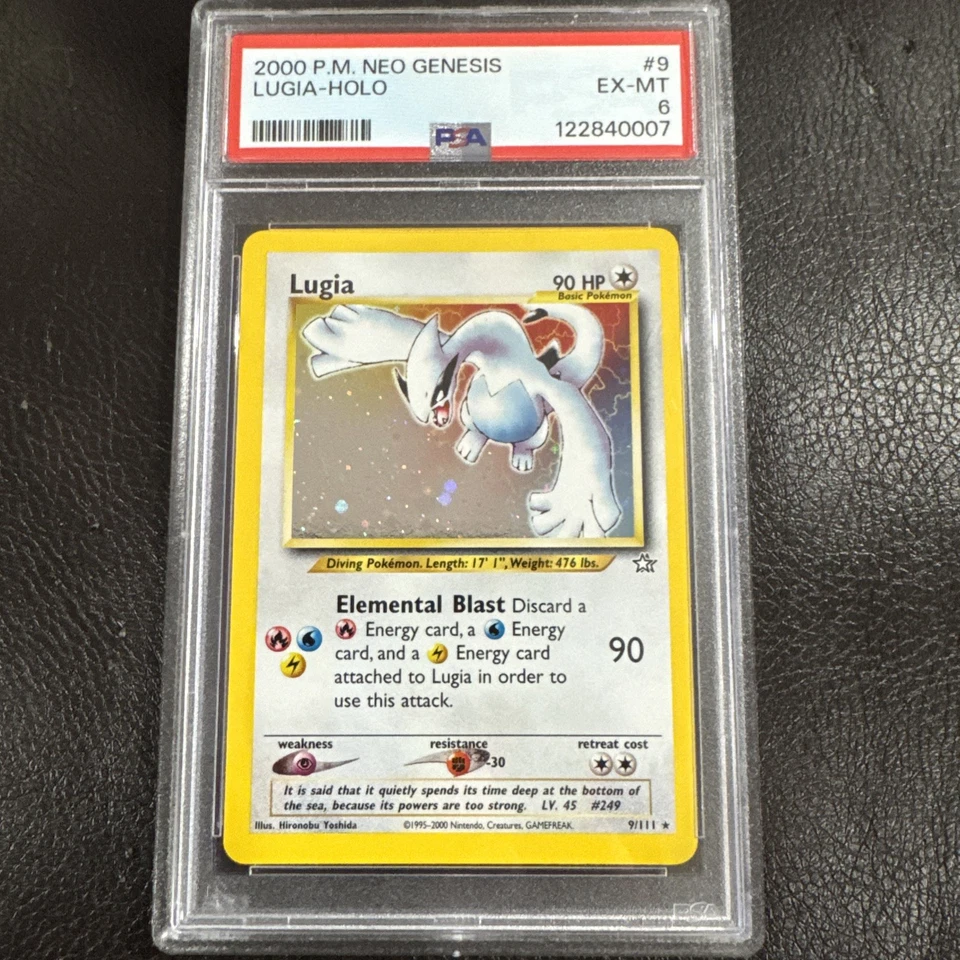 2000 P.M. NEO GENESIS #9
LUGIA-HOLO EX-MT
6
PSA 122840007
Lugia 90 HP
Basic Pokémon
Diving Pokémon. Length: 17' 1", Weight: 476 lbs.
Elemental Blast Discard a
Energy card, a Energy
card, and a Energy card 90
attached to Lugia in order to
use this attack.
weakness resistance retreat cost
-30
It is said that it quietly spends its time deep at the bottom of
the sea, because its powers are too strong. LV. 45 #249
Illus. Hironobu Yoshida ©1995-2000 Nintendo, Creatures, GAMEFREAK. 9/111 ★
PSA